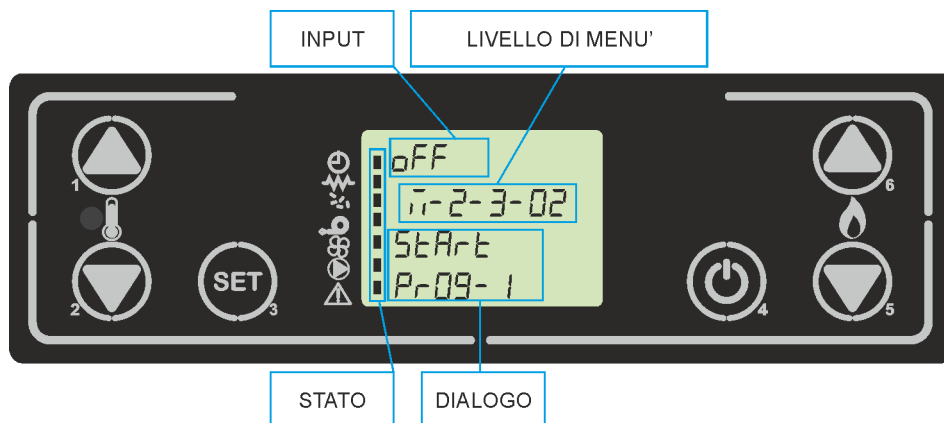 INPUT
LIVELLO DI MENU’
oFF
1
6
n-2-3-02
StArt
SET
2
3
Pr09-1
4
5
STATO
DIALOGO